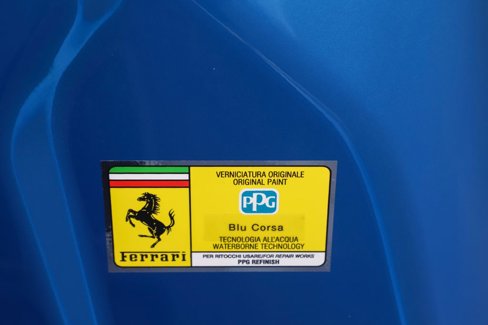 VERNICIATURA ORIGINALE
ORIGINAL PAINT
PPG
Blu Corsa
TECNOLOGIA ALL'ACQUA
WATERBORNE TECHNOLOGY
Ferrari
PER RITOCCHI USARE/FOR REPAIR WORKS
PPG REFINISH